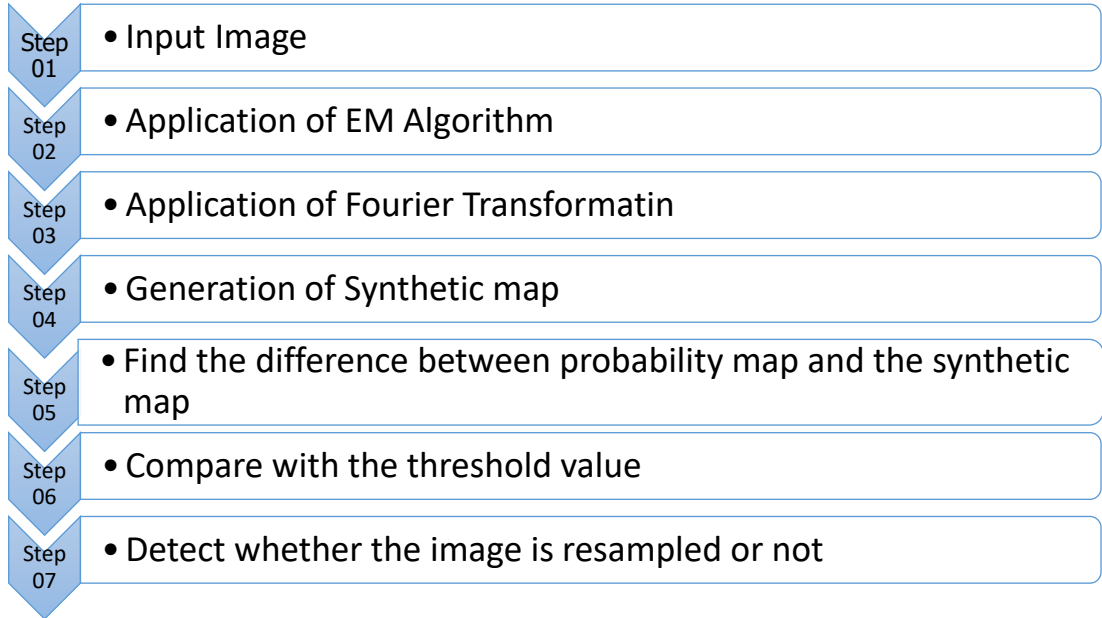 Step
01
• Input Image
Step
02
• Application of EM Algorithm
Step
03
• Application of Fourier Transformatin
Step
04
• Generation of Synthetic map
Step
05
• Find the difference between probability map and the synthetic
map
Step
06
• Compare with the threshold value
Step
07
• Detect whether the image is resampled or not